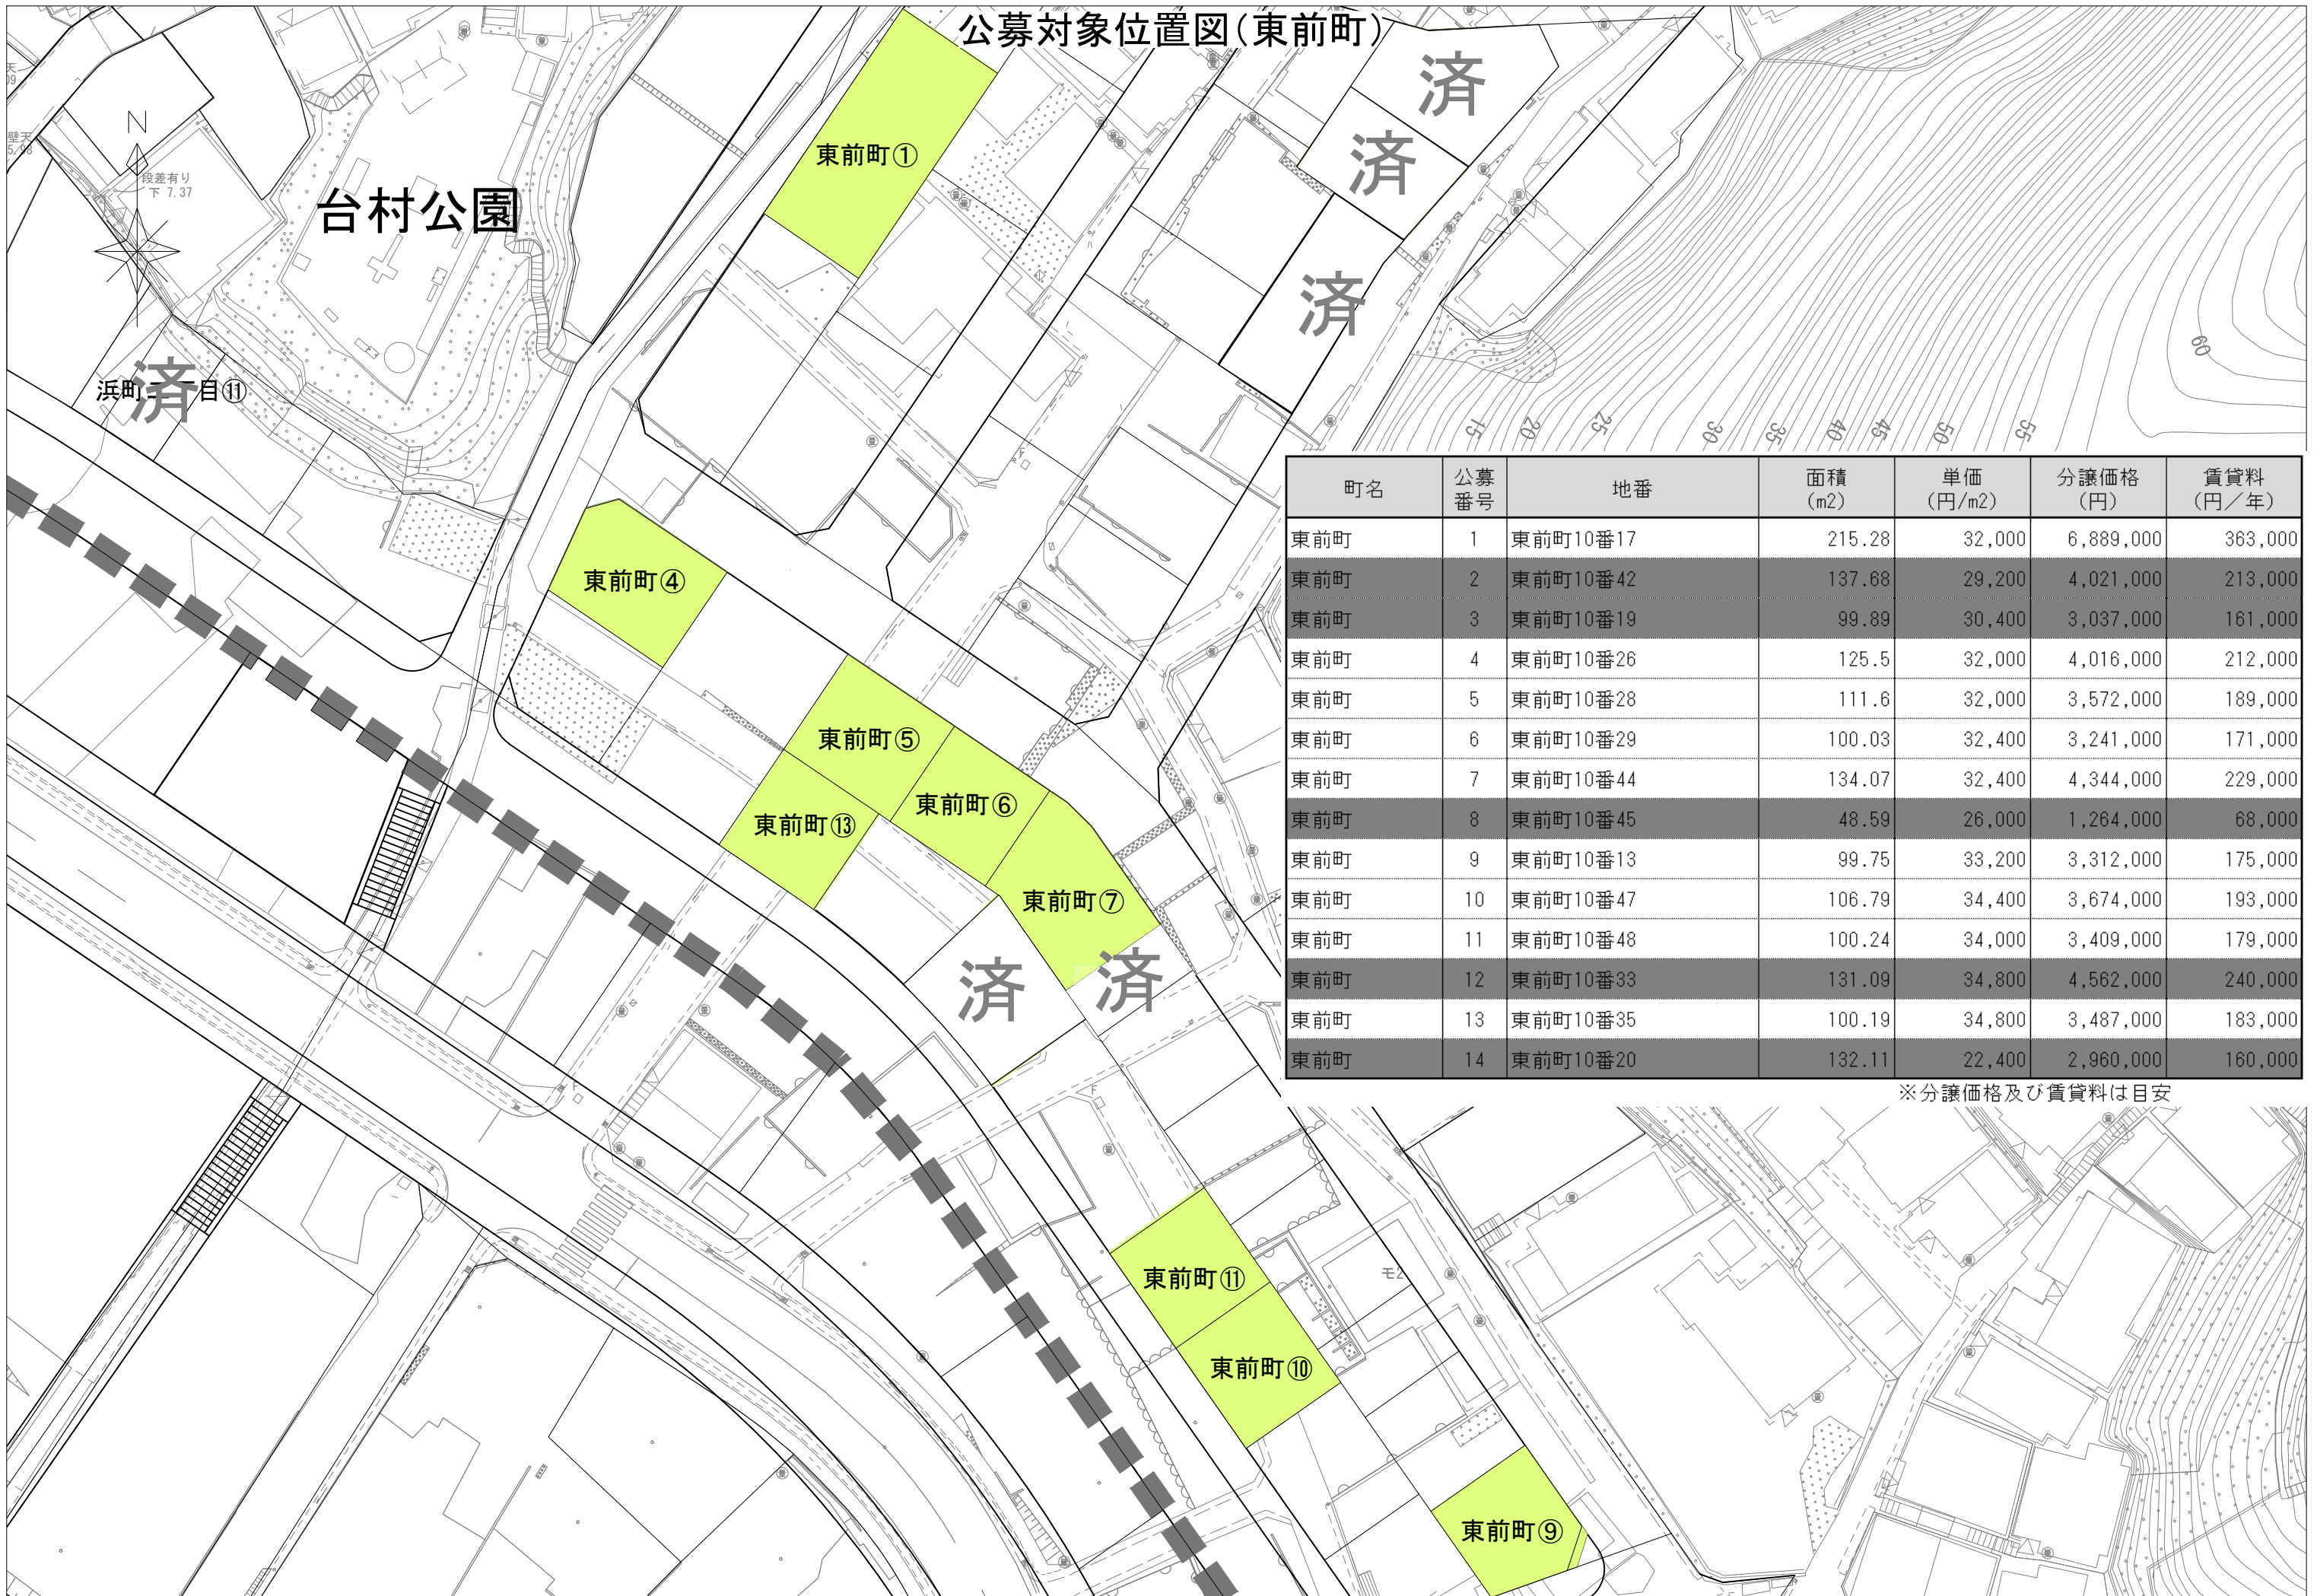 公募対象位置図(東前町)
済
済
済
東前町①
N
段差有り
下 7.37
台村公園
済
浜町二丁目⑪
60
15
20
25
30
35
40
45
50
55
東前町④
東前町⑤
東前町⑥
東前町⑬
東前町⑦
済
済
町名 公募番号 地番 面積(m2) 単価(円/m2) 分譲価格(円) 賃貸料(円/年)
東前町 1 東前町10番17 215.28 32,000 6,889,000 363,000
東前町 2 東前町10番42 137.68 29,200 4,021,000 213,000
東前町 3 東前町10番19 99.89 30,400 3,037,000 161,000
東前町 4 東前町10番26 125.5 32,000 4,016,000 212,000
東前町 5 東前町10番28 111.6 32,000 3,572,000 189,000
東前町 6 東前町10番29 100.03 32,400 3,241,000 171,000
東前町 7 東前町10番44 134.07 32,400 4,344,000 229,000
東前町 8 東前町10番45 48.59 26,000 1,264,000 68,000
東前町 9 東前町10番13 99.75 33,200 3,312,000 175,000
東前町 10 東前町10番47 106.79 34,400 3,674,000 193,000
東前町 11 東前町10番48 100.24 34,000 3,409,000 179,000
東前町 12 東前町10番33 131.09 34,800 4,562,000 240,000
東前町 13 東前町10番35 100.19 34,800 3,487,000 183,000
東前町 14 東前町10番20 132.11 22,400 2,960,000 160,000
※分譲価格及び賃貸料は目安
東前町⑪
モ2
東前町⑩
東前町⑨